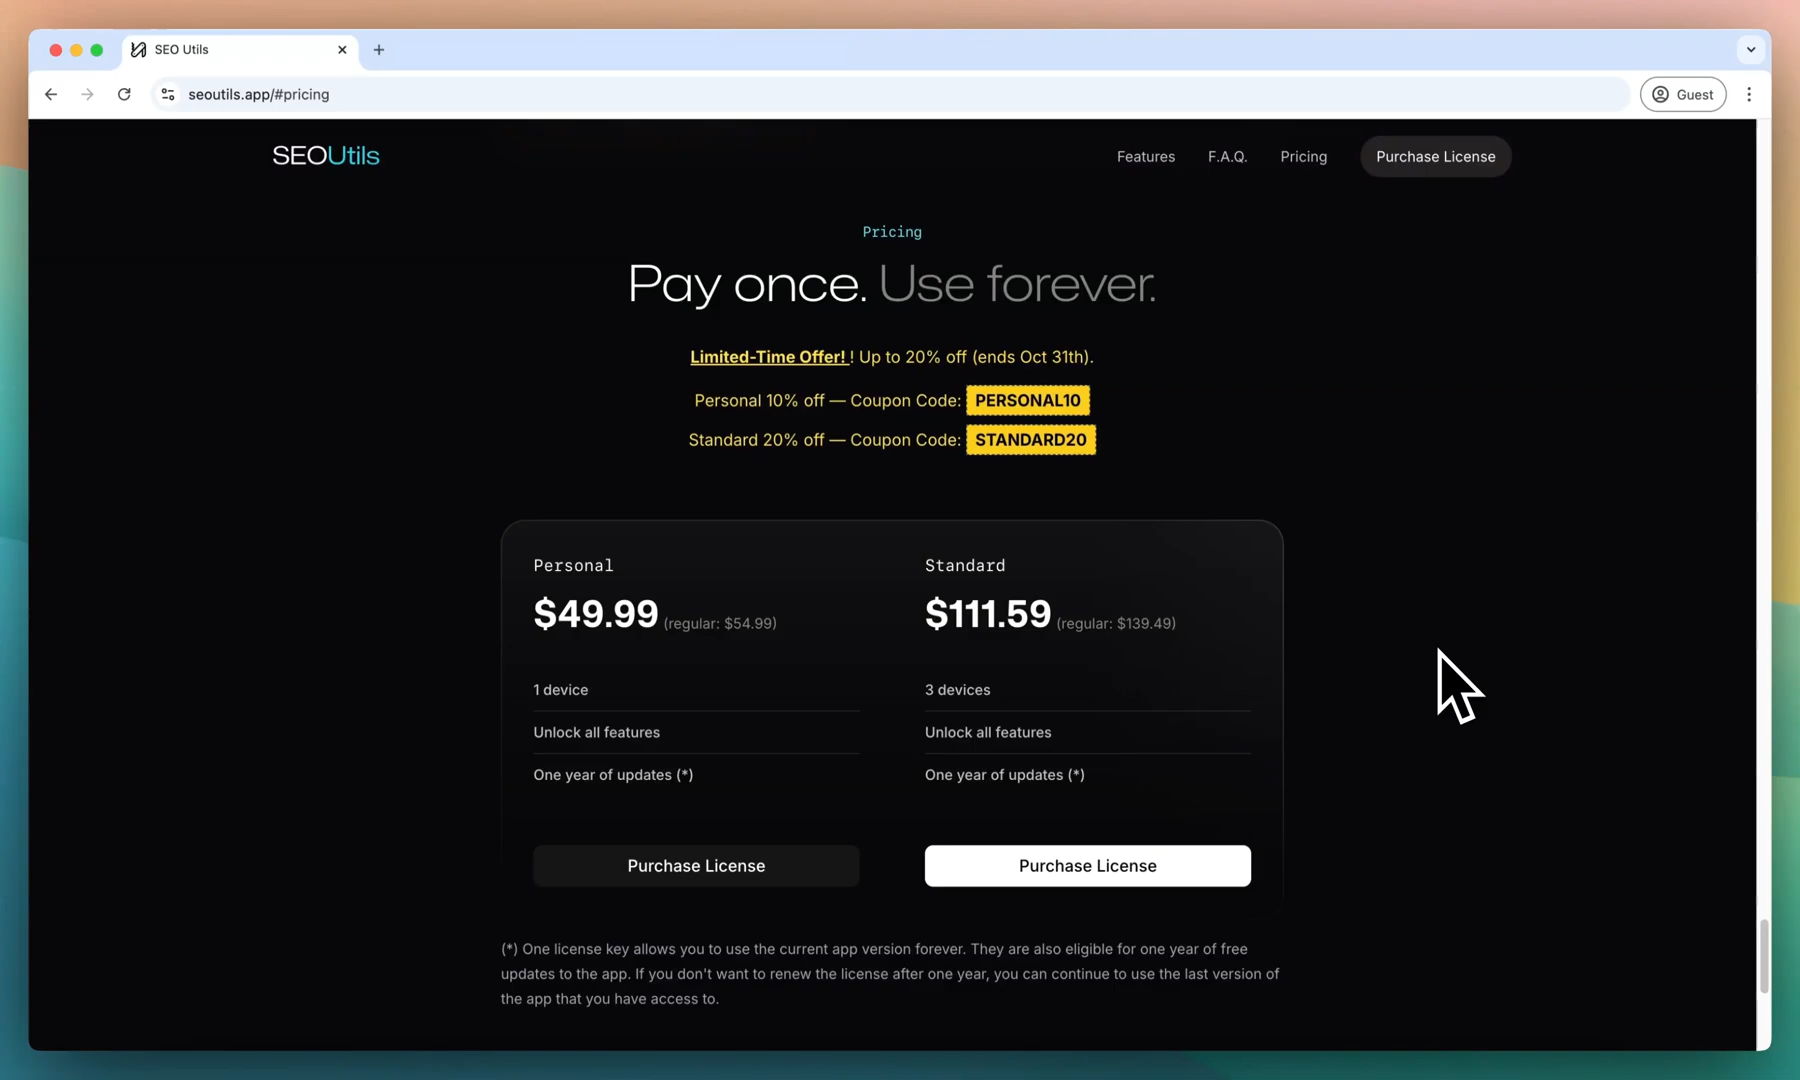 SEO Utils
seoutils.app/#pricing
Guest
SEOUtils
Features
F.A.Q.
Pricing
Purchase License
Pricing
Pay once. Use forever.
Limited-Time Offer! ! Up to 20% off (ends Oct 31th).
Personal 10% off — Coupon Code: PERSONAL10
Standard 20% off — Coupon Code: STANDARD20
Personal
$49.99 (regular: $54.99)
1 device
Unlock all features
One year of updates (*)
Purchase License
Standard
$111.59 (regular: $139.49)
3 devices
Unlock all features
One year of updates (*)
Purchase License
(*) One license key allows you to use the current app version forever. They are also eligible for one year of free
updates to the app. If you don't want to renew the license after one year, you can continue to use the last version of
the app that you have access to.